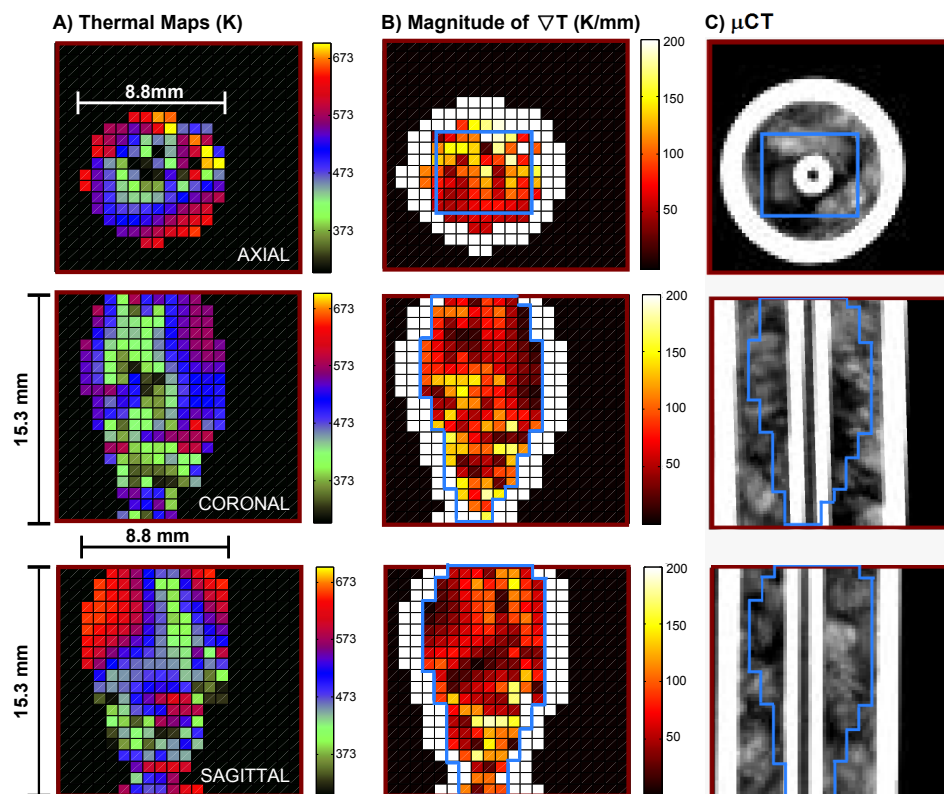 A) Thermal Maps (K)
B) Magnitude of ▽T (K/mm)
C) μCT
8.8mm
AXIAL
673
573
473
373
200
150
100
50
15.3 mm
CORONAL
673
573
473
373
200
150
100
50
8.8 mm
15.3 mm
SAGITTAL
673
573
473
373
200
150
100
50